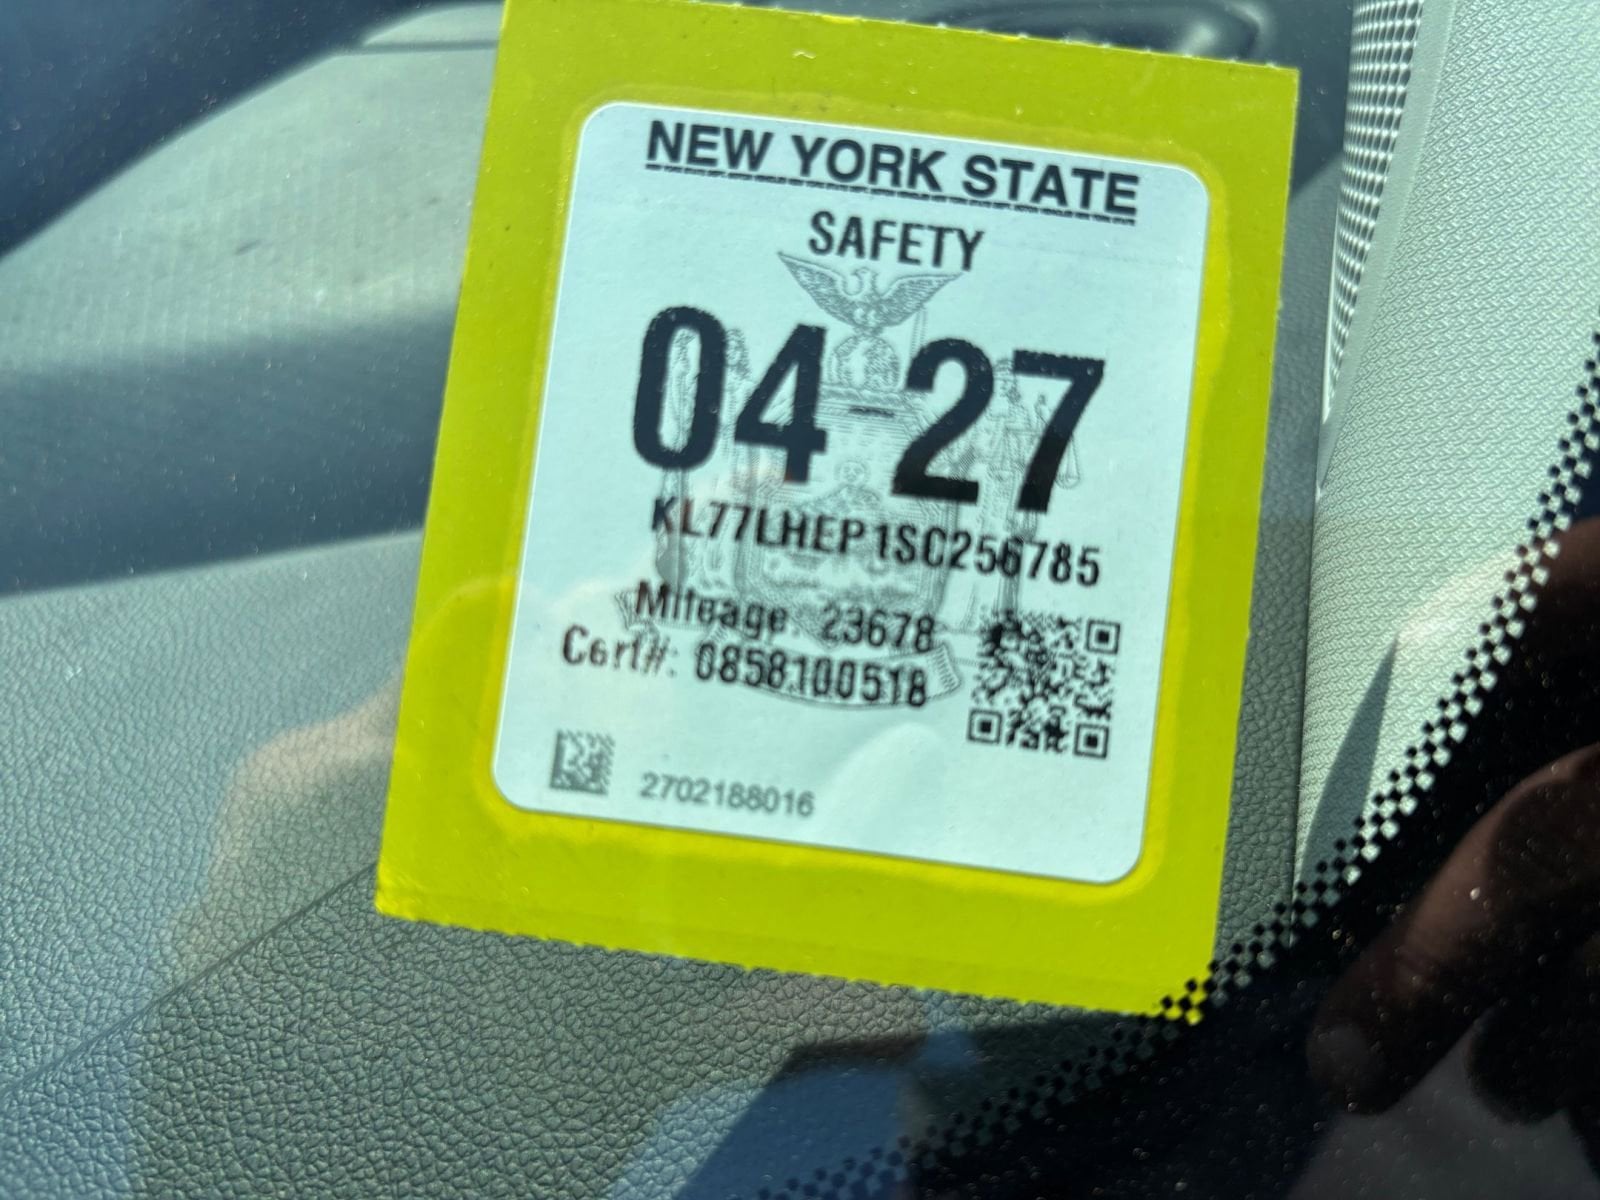 NEW YORK STATE
SAFETY
04-27
KL77LHEP1SC256785
Mileage: 23678
Cert#: 0858100518
2702188016